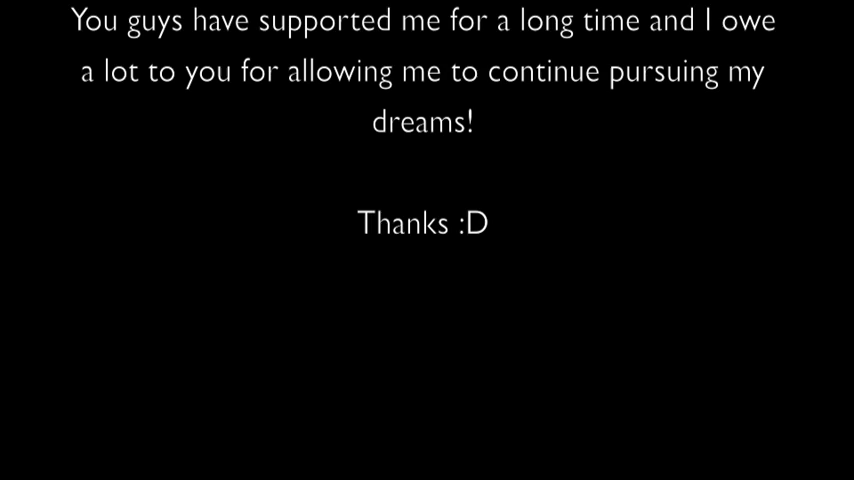 You guys have supported me for a long time and I owe
a lot to you for allowing me to continue pursuing my
dreams!
Thanks :D